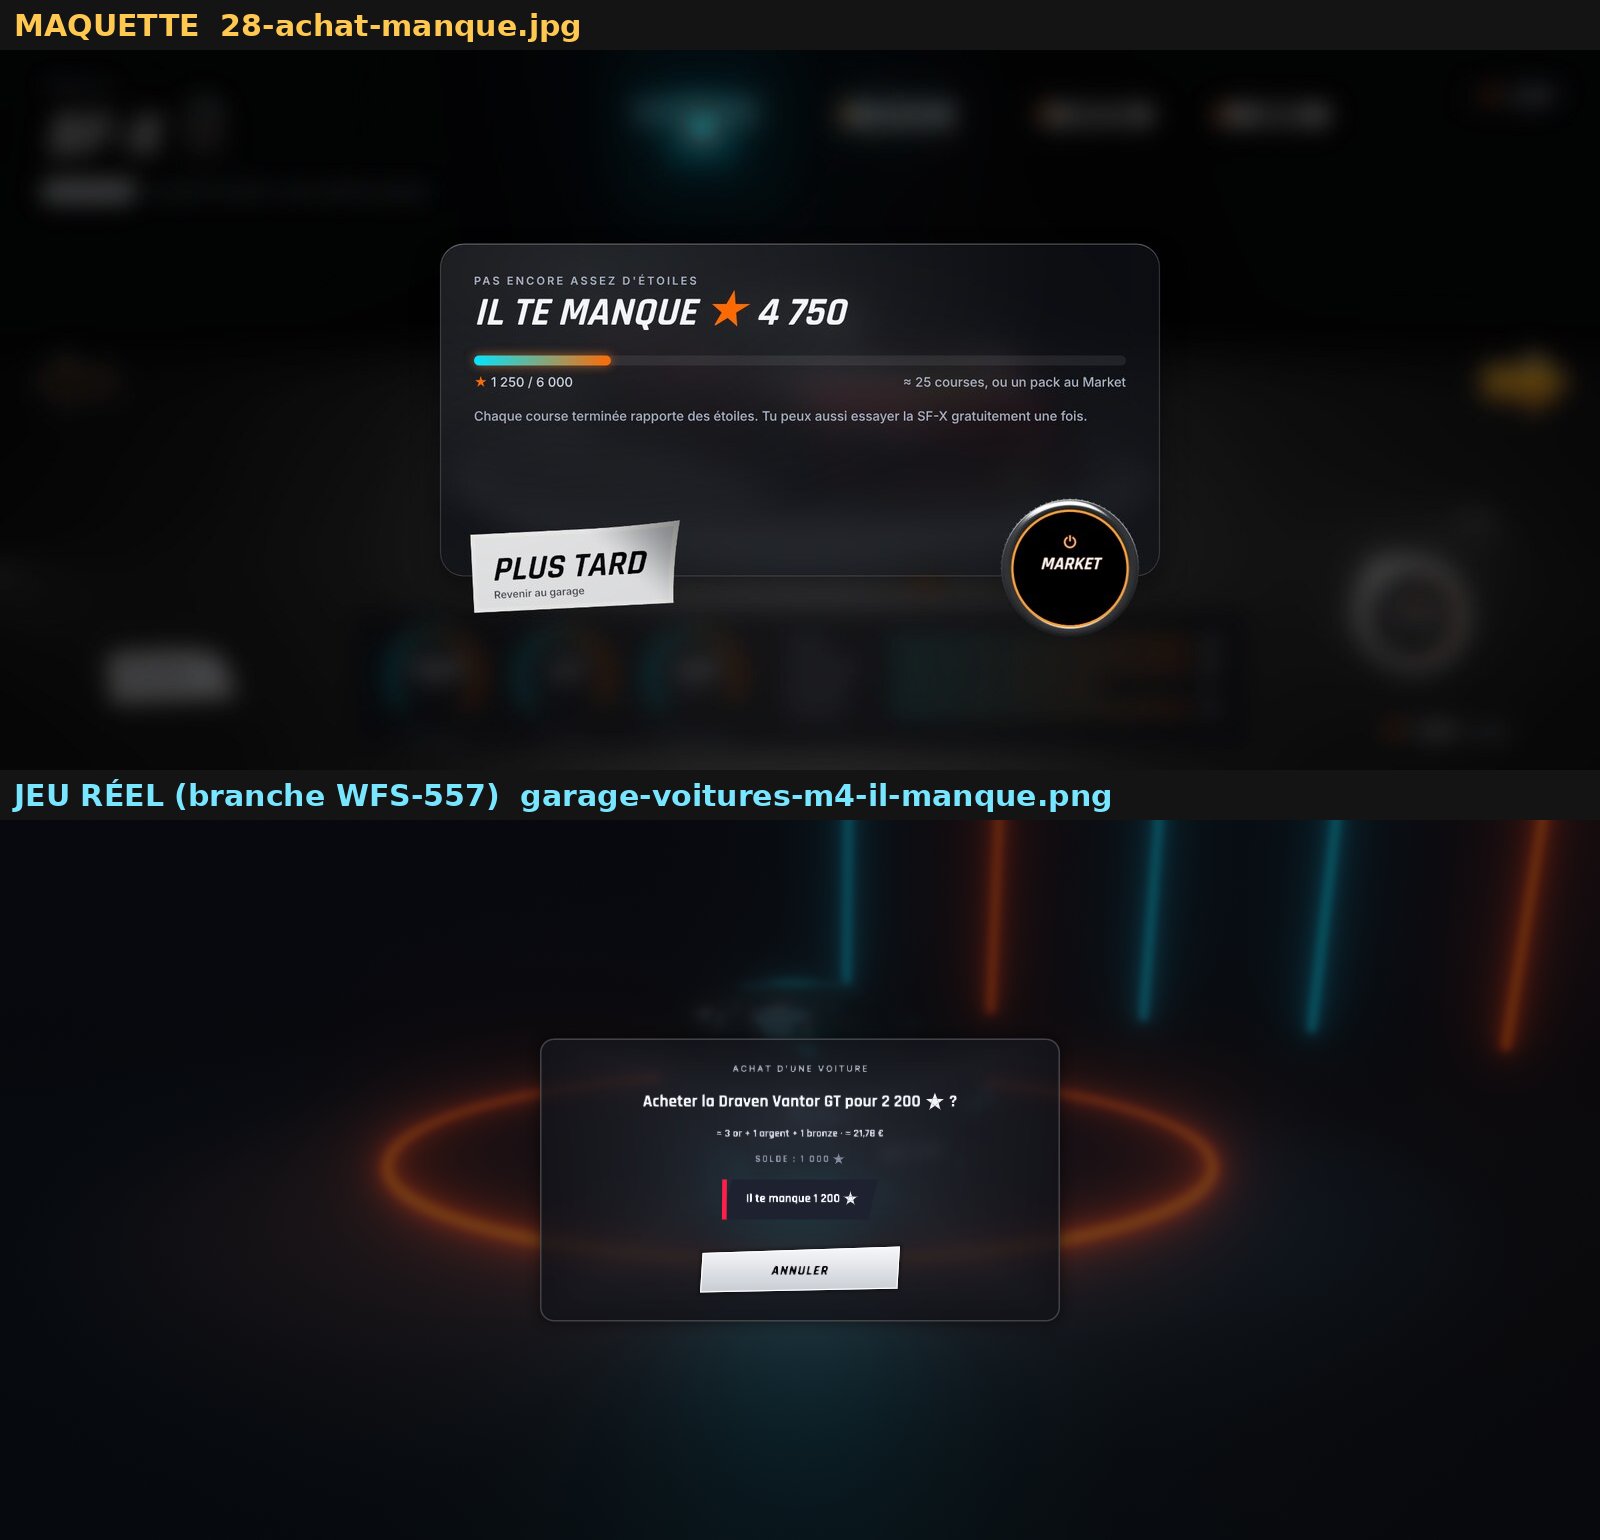 MAQUETTE  28-achat-manque.jpg
PAS ENCORE ASSEZ D'ÉTOILES
IL TE MANQUE ★ 4 750
★ 1 250 / 6 000
≈ 25 courses, ou un pack au Market
Chaque course terminée rapporte des étoiles. Tu peux aussi essayer la SF-X gratuitement une fois.
PLUS TARD
Revenir au garage
MARKET
JEU RÉEL (branche WFS-557)  garage-voitures-m4-il-manque.png
ACHAT D'UNE VOITURE
Acheter la Draven Vantor GT pour 2 200 ★ ?
≈ 3 or + 1 argent + 1 bronze · ≈ 21,78 €
SOLDE : 1 000 ★
Il te manque 1 200 ★
ANNULER